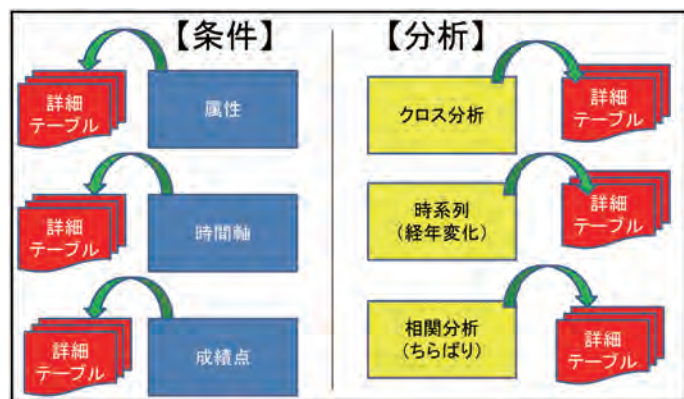 【条件】
詳細
テーブル
属性
詳細
テーブル
時間軸
詳細
テーブル
成績点
【分析】
クロス分析
詳細
テーブル
時系列
(経年変化)
詳細
テーブル
相関分析
(ちらばり)
詳細
テーブル